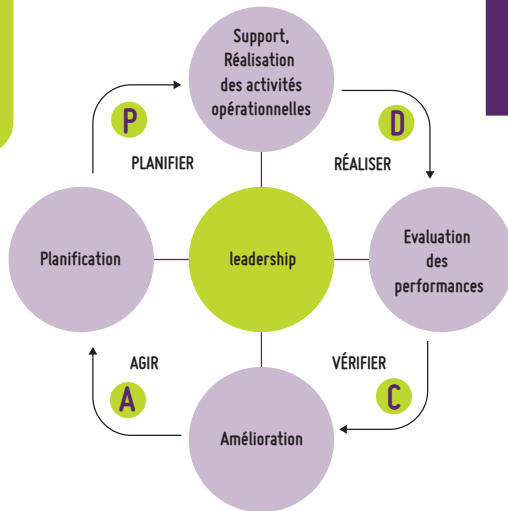 Support,
Réalisation
des activités
opérationnelles
P
D
PLANIFIER
RÉALISER
Planification
leadership
Evaluation
des
performances
AGIR
VÉRIFIER
A
C
Amélioration